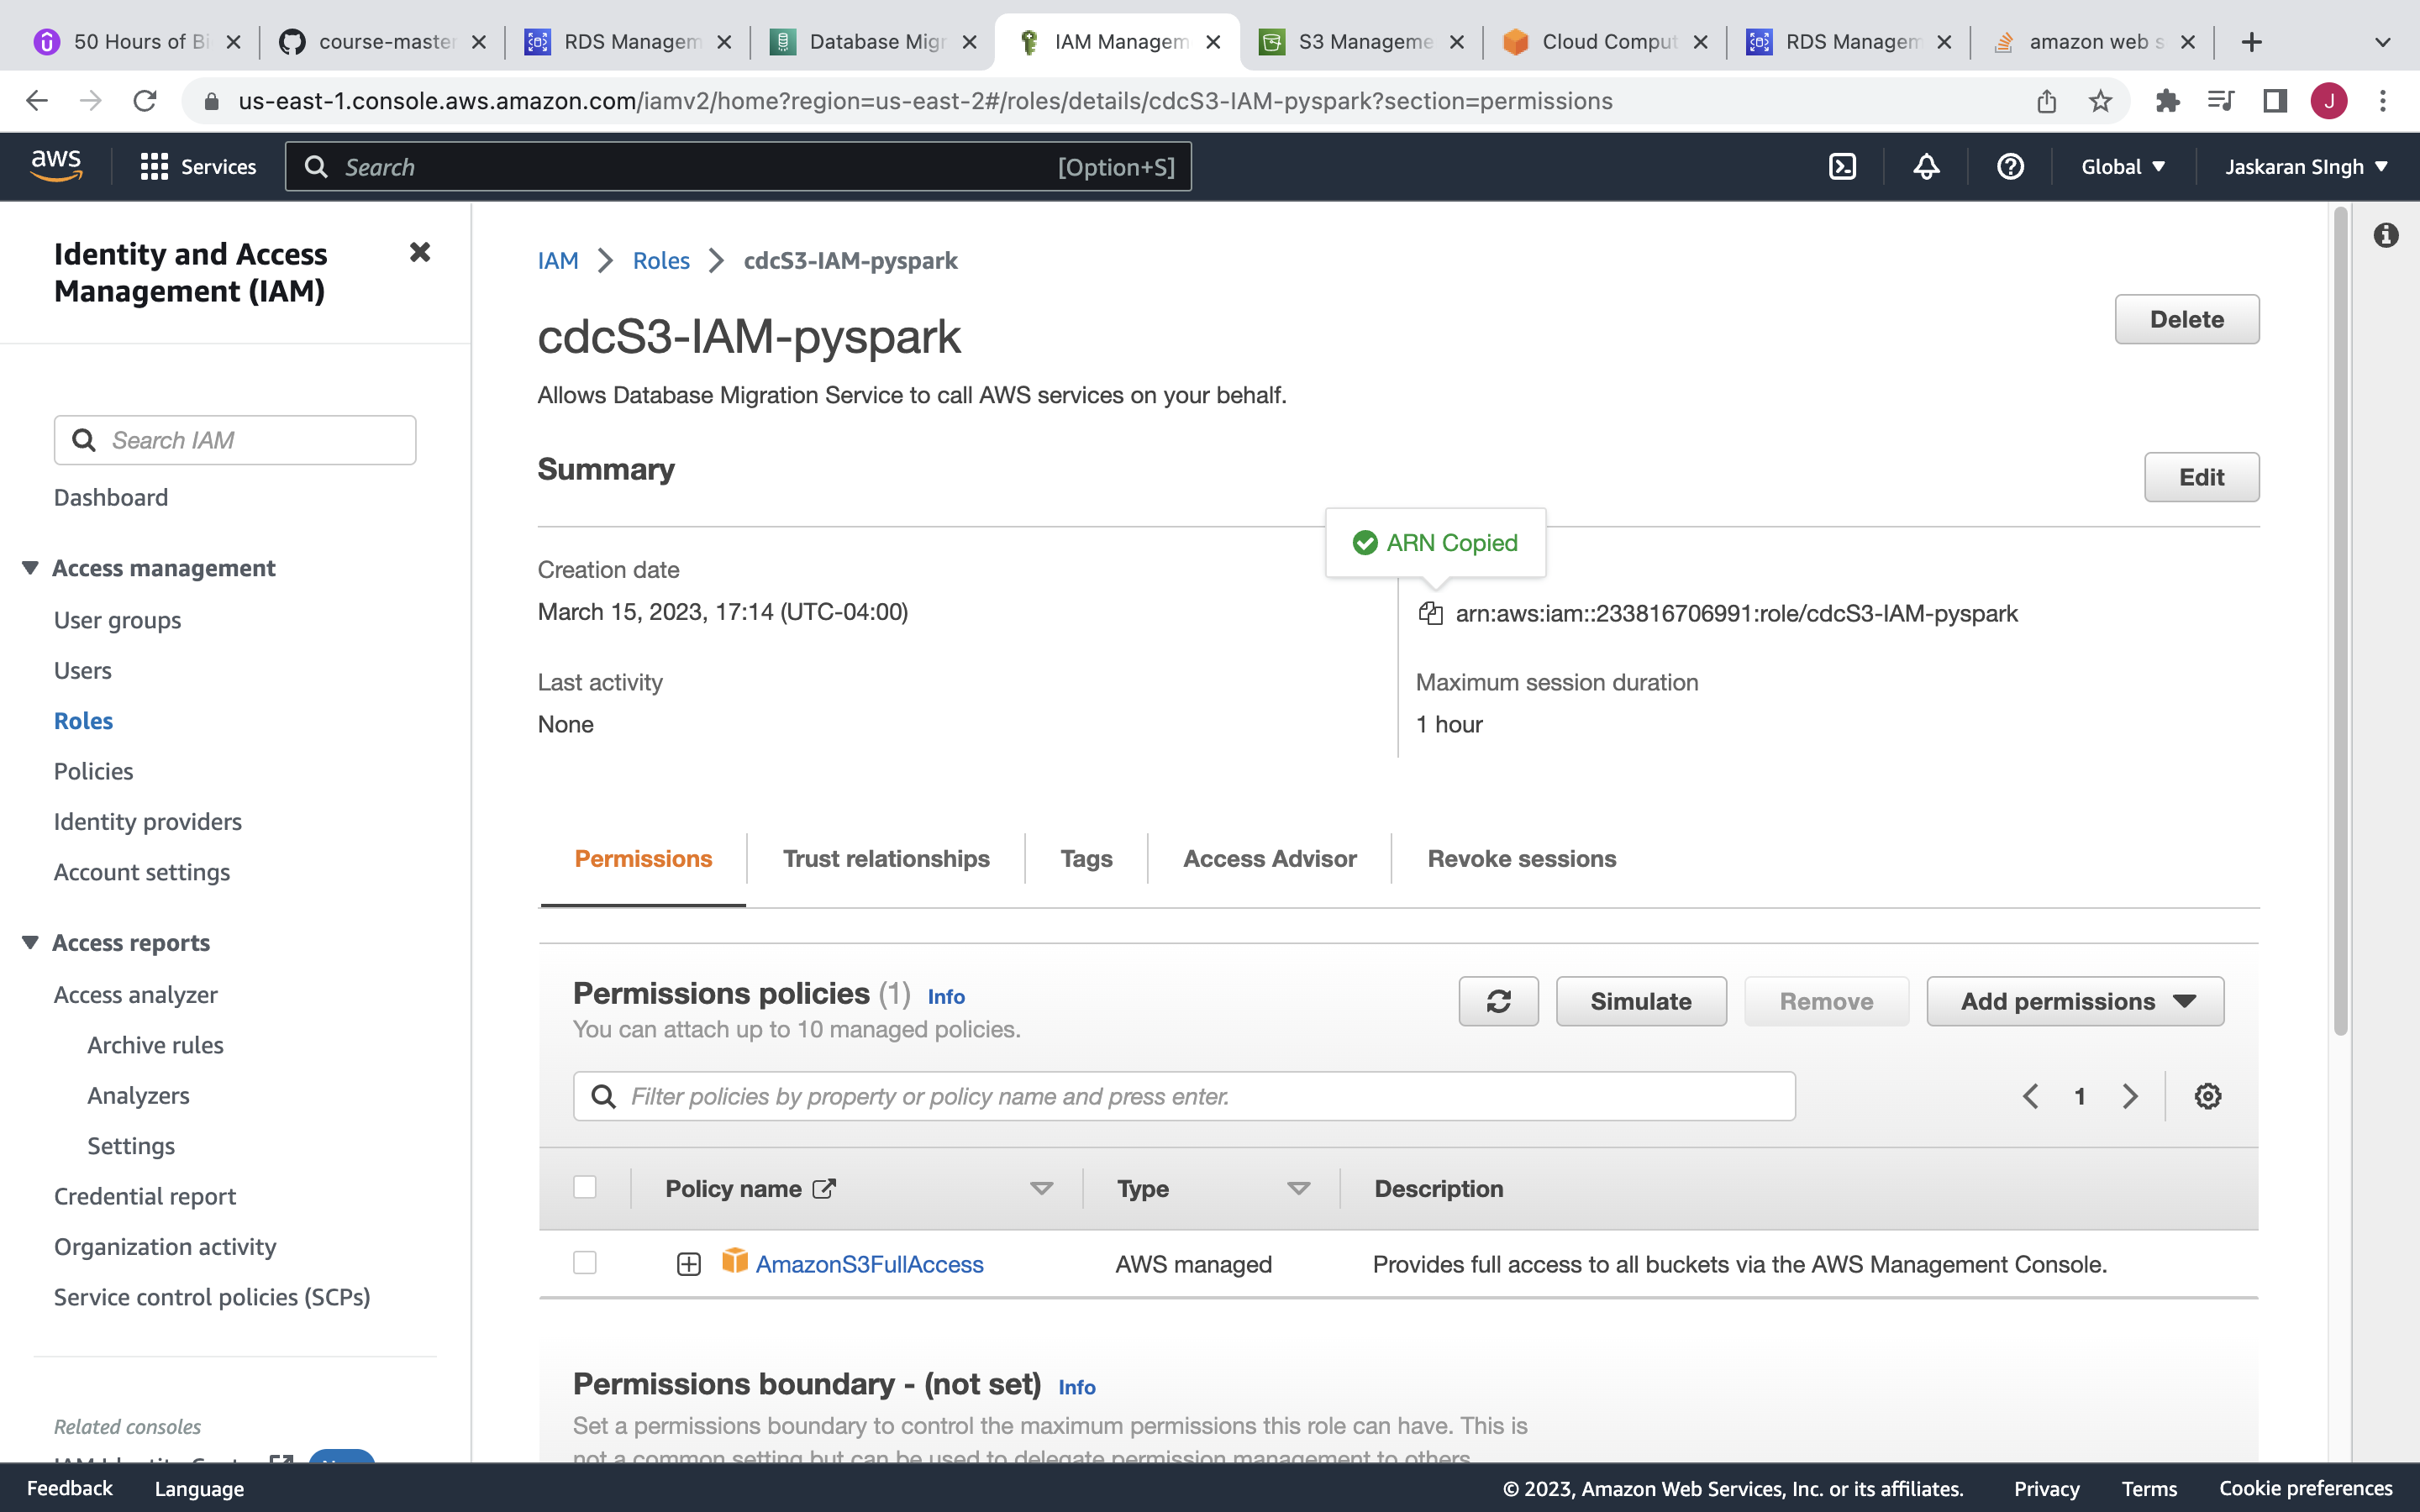 50 Hours of Bi
course-master
RDS Managem
Database Migr
IAM Managem
S3 Manageme
Cloud Comput
RDS Managem
amazon web s
us-east-1.console.aws.amazon.com/iamv2/home?region=us-east-2#/roles/details/cdcS3-IAM-pyspark?section=permissions
J
aws
Services
Search
[Option+S]
Global
Jaskaran SIngh
Identity and Access
Management (IAM)
Search IAM
Dashboard
Access management
User groups
Users
Roles
Policies
Identity providers
Account settings
Access reports
Access analyzer
Archive rules
Analyzers
Settings
Credential report
Organization activity
Service control policies (SCPs)
Related consoles
IAM Identity Center
New
IAM > Roles > cdcS3-IAM-pyspark
cdcS3-IAM-pyspark
Delete
Allows Database Migration Service to call AWS services on your behalf.
Summary
Edit
ARN Copied
Creation date
March 15, 2023, 17:14 (UTC-04:00)
arn:aws:iam::233816706991:role/cdcS3-IAM-pyspark
Last activity
None
Maximum session duration
1 hour
Permissions
Trust relationships
Tags
Access Advisor
Revoke sessions
Permissions policies (1) Info
You can attach up to 10 managed policies.
Simulate
Remove
Add permissions
Filter policies by property or policy name and press enter.
1
Policy name
Type
Description
AmazonS3FullAccess
AWS managed
Provides full access to all buckets via the AWS Management Console.
Permissions boundary - (not set) Info
Set a permissions boundary to control the maximum permissions this role can have. This is
not a common setting but can be used to delegate permission management to others.
Feedback
Language
© 2023, Amazon Web Services, Inc. or its affiliates.
Privacy
Terms
Cookie preferences